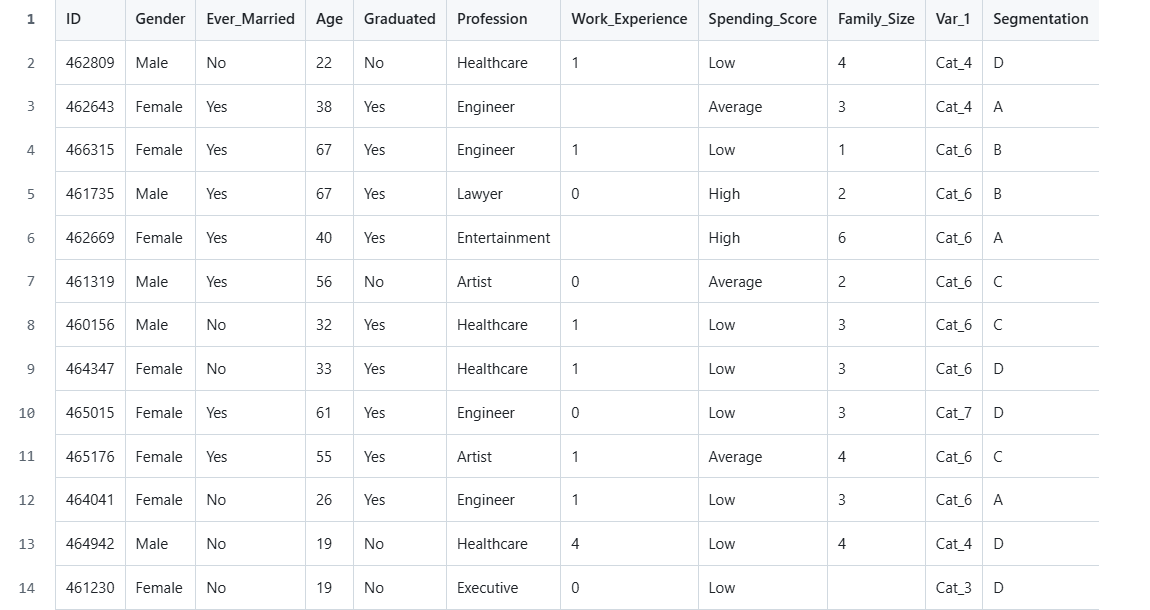 1 ID Gender Ever_Married Age Graduated Profession Work_Experience Spending_Score Family_Size Var_1 Segmentation
2 462809 Male No 22 No Healthcare 1 Low 4 Cat_4 D
3 462643 Female Yes 38 Yes Engineer Average 3 Cat_4 A
4 466315 Female Yes 67 Yes Engineer 1 Low 1 Cat_6 B
5 461735 Male Yes 67 Yes Lawyer 0 High 2 Cat_6 B
6 462669 Female Yes 40 Yes Entertainment High 6 Cat_6 A
7 461319 Male Yes 56 No Artist 0 Average 2 Cat_6 C
8 460156 Male No 32 Yes Healthcare 1 Low 3 Cat_6 C
9 464347 Female No 33 Yes Healthcare 1 Low 3 Cat_6 D
10 465015 Female Yes 61 Yes Engineer 0 Low 3 Cat_7 D
11 465176 Female Yes 55 Yes Artist 1 Average 4 Cat_6 C
12 464041 Female No 26 Yes Engineer 1 Low 3 Cat_6 A
13 464942 Male No 19 No Healthcare 4 Low 4 Cat_4 D
14 461230 Female No 19 No Executive 0 Low Cat_3 D